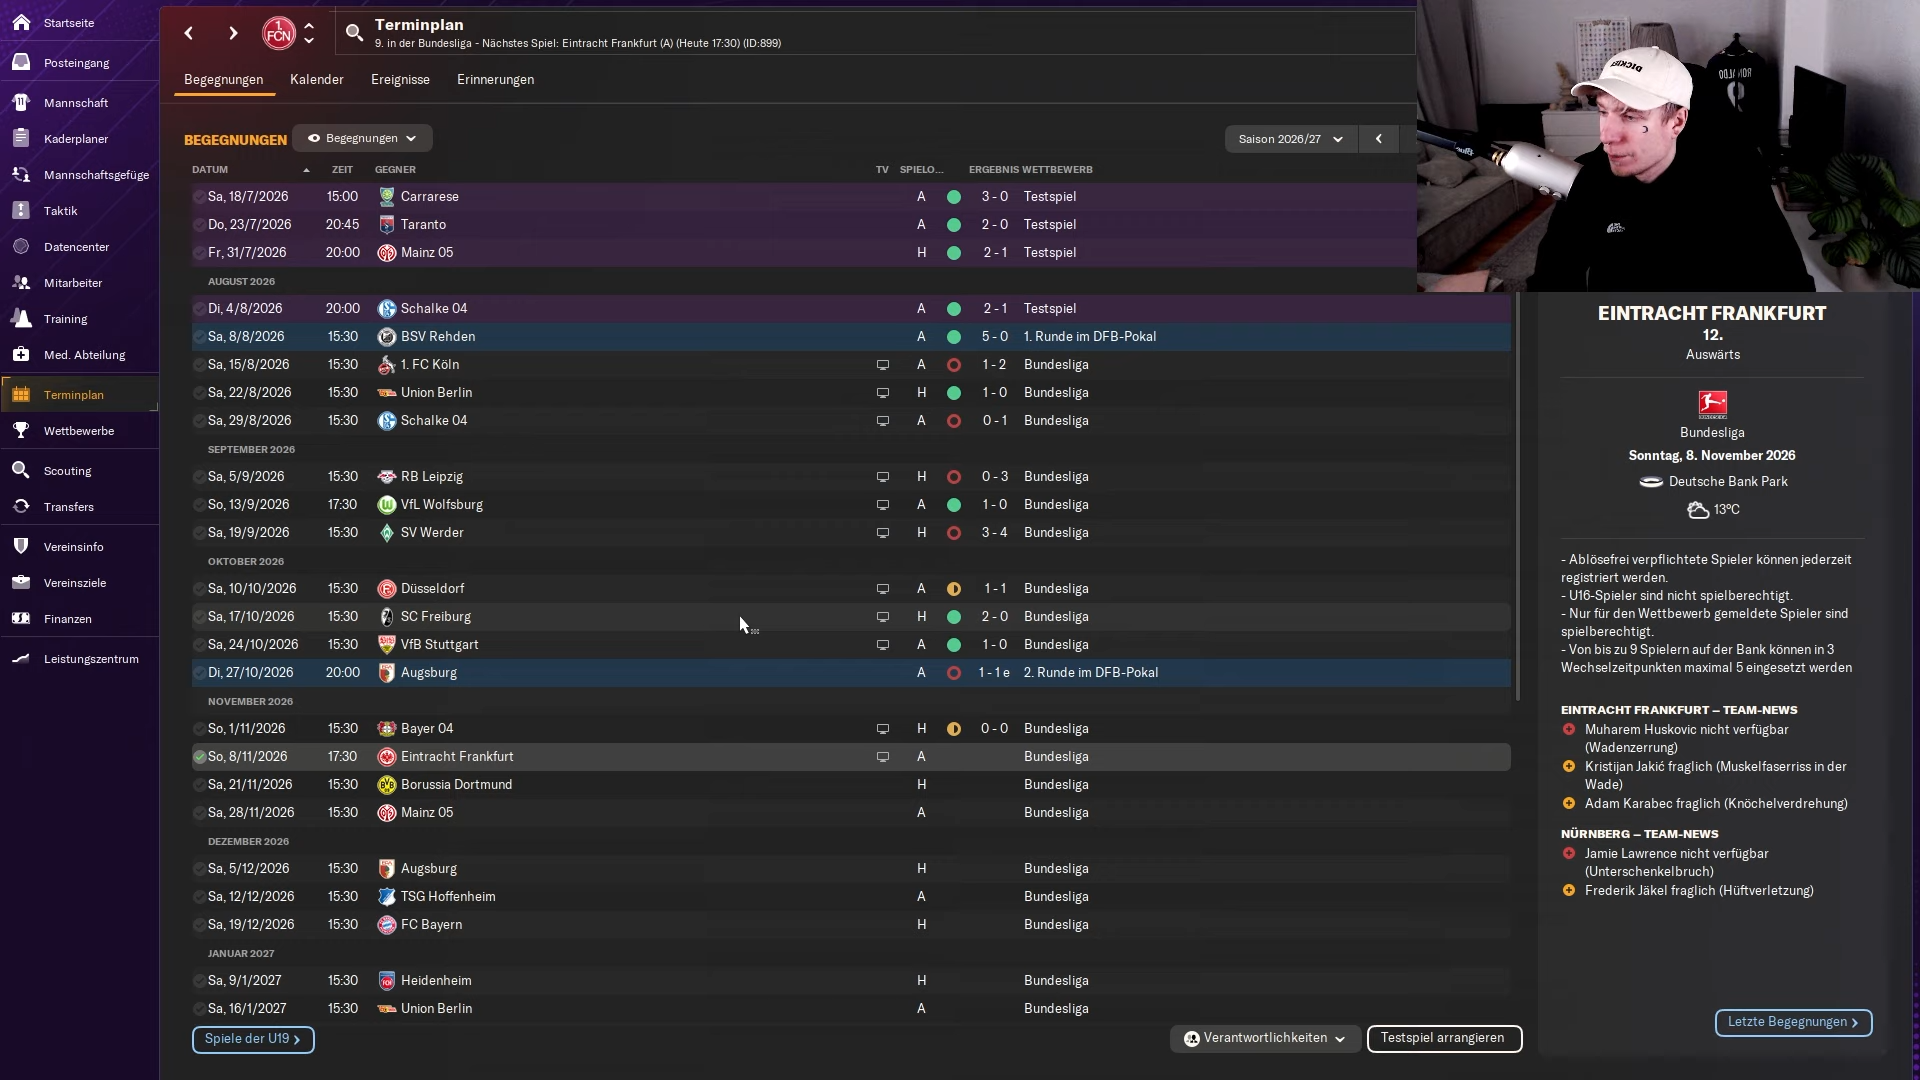 Startseite
Posteingang
Mannschaft
Kaderplaner
Mannschaftsgefüge
Taktik
Datencenter
Mitarbeiter
Training
Med. Abteilung
Terminplan
Wettbewerbe
Scouting
Transfers
Vereinsinfo
Vereinsziele
Finanzen
Leistungszentrum
1. FCN
Terminplan
9. in der Bundesliga - Nächstes Spiel: Eintracht Frankfurt (A) (Heute 17:30) (ID:899)
Begegnungen Kalender Ereignisse Erinnerungen
BEGEGNUNGEN Begegnungen Saison 2026/27
DATUM ZEIT GEGNER TV SPIELO... ERGEBNIS WETTBEWERB
Sa, 18/7/2026 15:00 Carrarese A 3 - 0 Testspiel
Do, 23/7/2026 20:45 Taranto A 2 - 0 Testspiel
Fr, 31/7/2026 20:00 Mainz 05 H 2 - 1 Testspiel
AUGUST 2026
Di, 4/8/2026 20:00 Schalke 04 A 2 - 1 Testspiel
Sa, 8/8/2026 15:30 BSV Rehden A 5 - 0 1. Runde im DFB-Pokal
Sa, 15/8/2026 15:30 1. FC Köln A 1 - 2 Bundesliga
Sa, 22/8/2026 15:30 Union Berlin H 1 - 0 Bundesliga
Sa, 29/8/2026 15:30 Schalke 04 A 0 - 1 Bundesliga
SEPTEMBER 2026
Sa, 5/9/2026 15:30 RB Leipzig H 0 - 3 Bundesliga
So, 13/9/2026 17:30 VfL Wolfsburg A 1 - 0 Bundesliga
Sa, 19/9/2026 15:30 SV Werder H 3 - 4 Bundesliga
OKTOBER 2026
Sa, 10/10/2026 15:30 Düsseldorf A 1 - 1 Bundesliga
Sa, 17/10/2026 15:30 SC Freiburg H 2 - 0 Bundesliga
Sa, 24/10/2026 15:30 VfB Stuttgart A 1 - 0 Bundesliga
Di, 27/10/2026 20:00 Augsburg A 1 - 1 e 2. Runde im DFB-Pokal
NOVEMBER 2026
So, 1/11/2026 15:30 Bayer 04 H 0 - 0 Bundesliga
So, 8/11/2026 17:30 Eintracht Frankfurt A Bundesliga
Sa, 21/11/2026 15:30 Borussia Dortmund H Bundesliga
Sa, 28/11/2026 15:30 Mainz 05 A Bundesliga
DEZEMBER 2026
Sa, 5/12/2026 15:30 Augsburg H Bundesliga
Sa, 12/12/2026 15:30 TSG Hoffenheim A Bundesliga
Sa, 19/12/2026 15:30 FC Bayern H Bundesliga
JANUAR 2027
Sa, 9/1/2027 15:30 Heidenheim H Bundesliga
Sa, 16/1/2027 15:30 Union Berlin A Bundesliga
Spiele der U19 Verantwortlichkeiten Testspiel arrangieren
DICKIES
RONALDO
EINTRACHT FRANKFURT
12.
Auswärts
Bundesliga
Sonntag, 8. November 2026
Deutsche Bank Park
13°C
- Ablösefrei verpflichtete Spieler können jederzeit
registriert werden.
- U16-Spieler sind nicht spielberechtigt.
- Nur für den Wettbewerb gemeldete Spieler sind
spielberechtigt.
- Von bis zu 9 Spielern auf der Bank können in 3
Wechselzeitpunkten maximal 5 eingesetzt werden
EINTRACHT FRANKFURT – TEAM-NEWS
Muharem Huskovic nicht verfügbar
(Wadenzerrung)
Kristijan Jakić fraglich (Muskelfaserriss in der
Wade)
Adam Karabec fraglich (Knöchelverdrehung)
NÜRNBERG – TEAM-NEWS
Jamie Lawrence nicht verfügbar
(Unterschenkelbruch)
Frederik Jäkel fraglich (Hüftverletzung)
Letzte Begegnungen